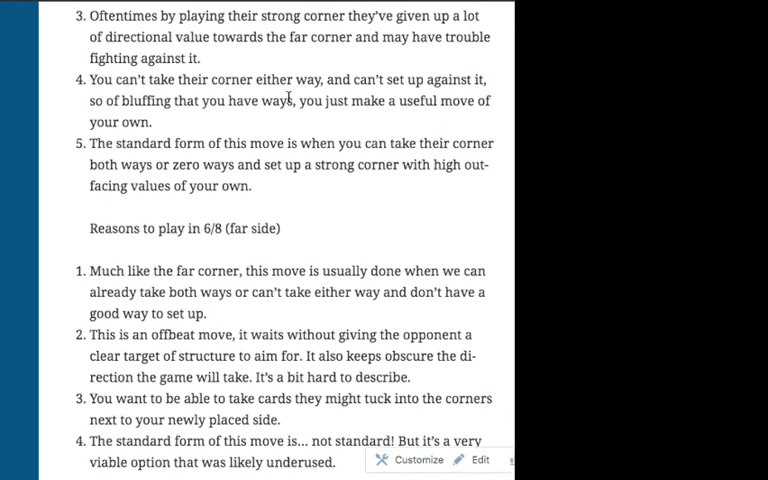 3. Oftentimes by playing their strong corner they've given up a lot
of directional value towards the far corner and may have trouble
fighting against it.
4. You can't take their corner either way, and can't set up against it,
so of bluffing that you have ways, you just make a useful move of
your own.
5. The standard form of this move is when you can take their corner
both ways or zero ways and set up a strong corner with high out-
facing values of your own.
Reasons to play in 6/8 (far side)
1. Much like the far corner, this move is usually done when we can
already take both ways or can't take either way and don't have a
good way to set up.
2. This is an offbeat move, it waits without giving the opponent a
clear target of structure to aim for. It also keeps obscure the di-
rection the game will take. It's a bit hard to describe.
3. You want to be able to take cards they might tuck into the corners
next to your newly placed side.
4. The standard form of this move is... not standard! But it's a very
viable option that was likely underused.
Customize Edit